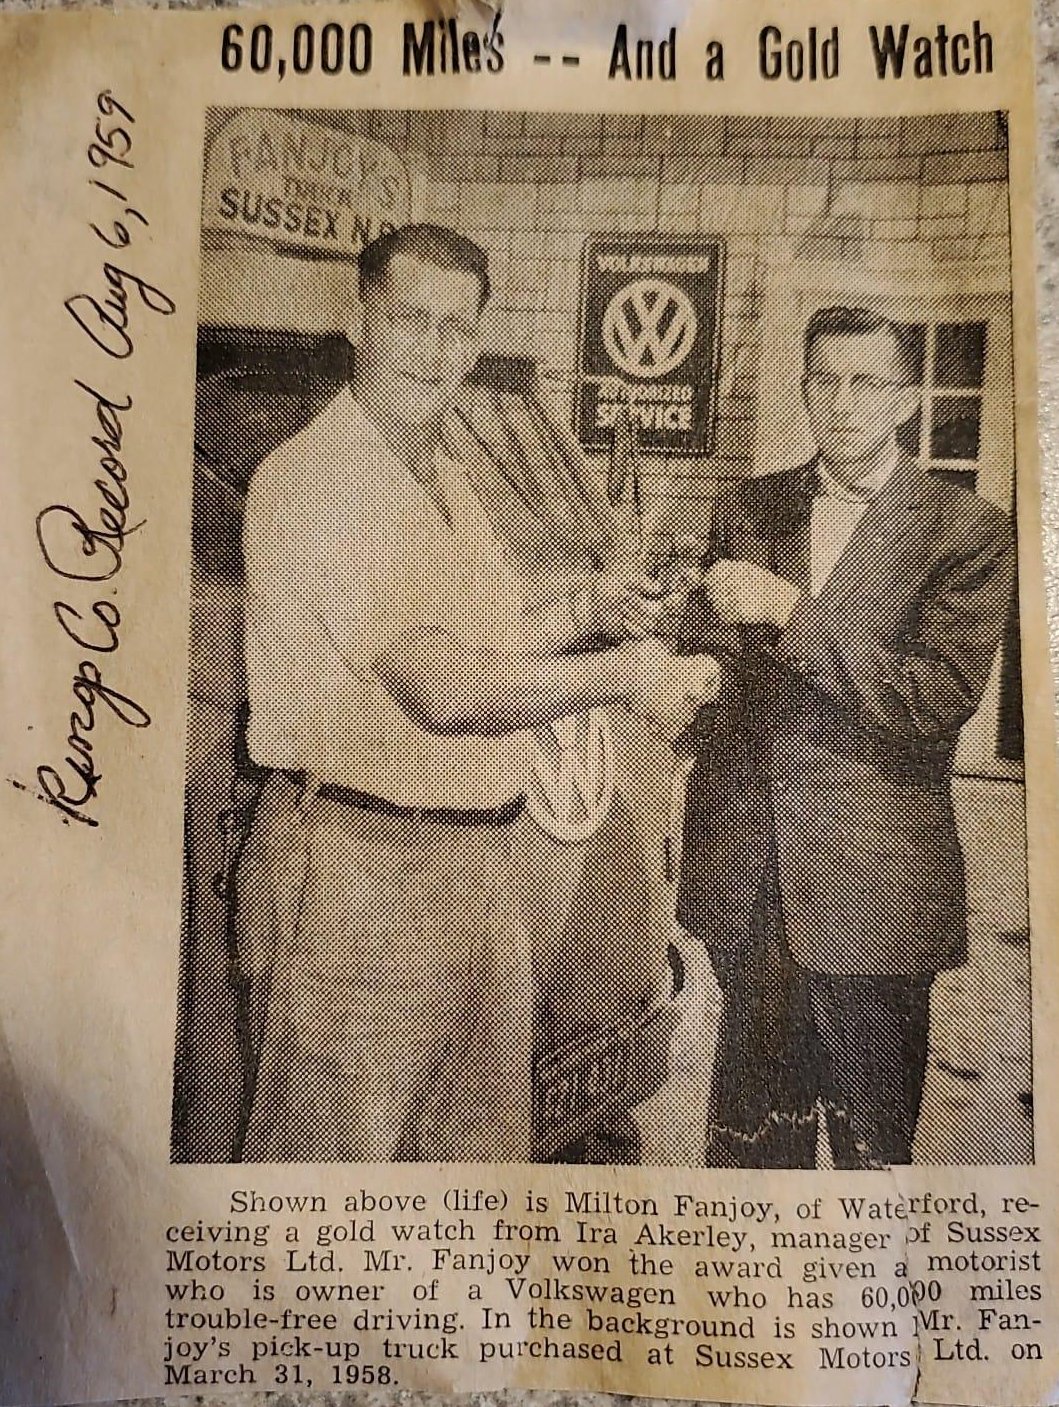 60,000 Miles -- And a Gold Watch
Kings Co. Record Aug 6, 1959
FANJOY'S
SUSSEX N.B
VOLKSWAGEN
VW
SERVICE
Shown above (life) is Milton Fanjoy, of Waterford, re-
ceiving a gold watch from Ira Akerley, manager of Sussex
Motors Ltd. Mr. Fanjoy won the award given a motorist
who is owner of a Volkswagen who has 60,000 miles
trouble-free driving. In the background is shown Mr. Fan-
joy's pick-up truck purchased at Sussex Motors Ltd. on
March 31, 1958.